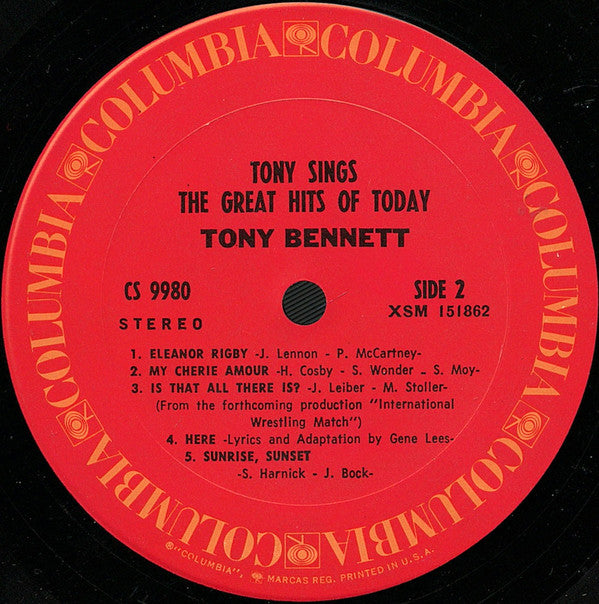 COLUMBIA COLUMBIA COLUMBIA COLUMBIA COLUMBIA COLUMBIA
TONY SINGS
THE GREAT HITS OF TODAY
TONY BENNETT
CS 9980
SIDE 2
STEREO
XSM 151862
1. ELEANOR RIGBY -J. Lennon - P. McCartney-
2. MY CHERIE AMOUR -H. Cosby - S. Wonder - S. Moy-
3. IS THAT ALL THERE IS? -J. Leiber - M. Stoller-
(From the forthcoming production "International
Wrestling Match")
4. HERE -Lyrics and Adaptation by Gene Lees-
5. SUNRISE, SUNSET
-S. Harnick - J. Bock-
®"COLUMBIA", MARCAS REG. PRINTED IN U.S.A.